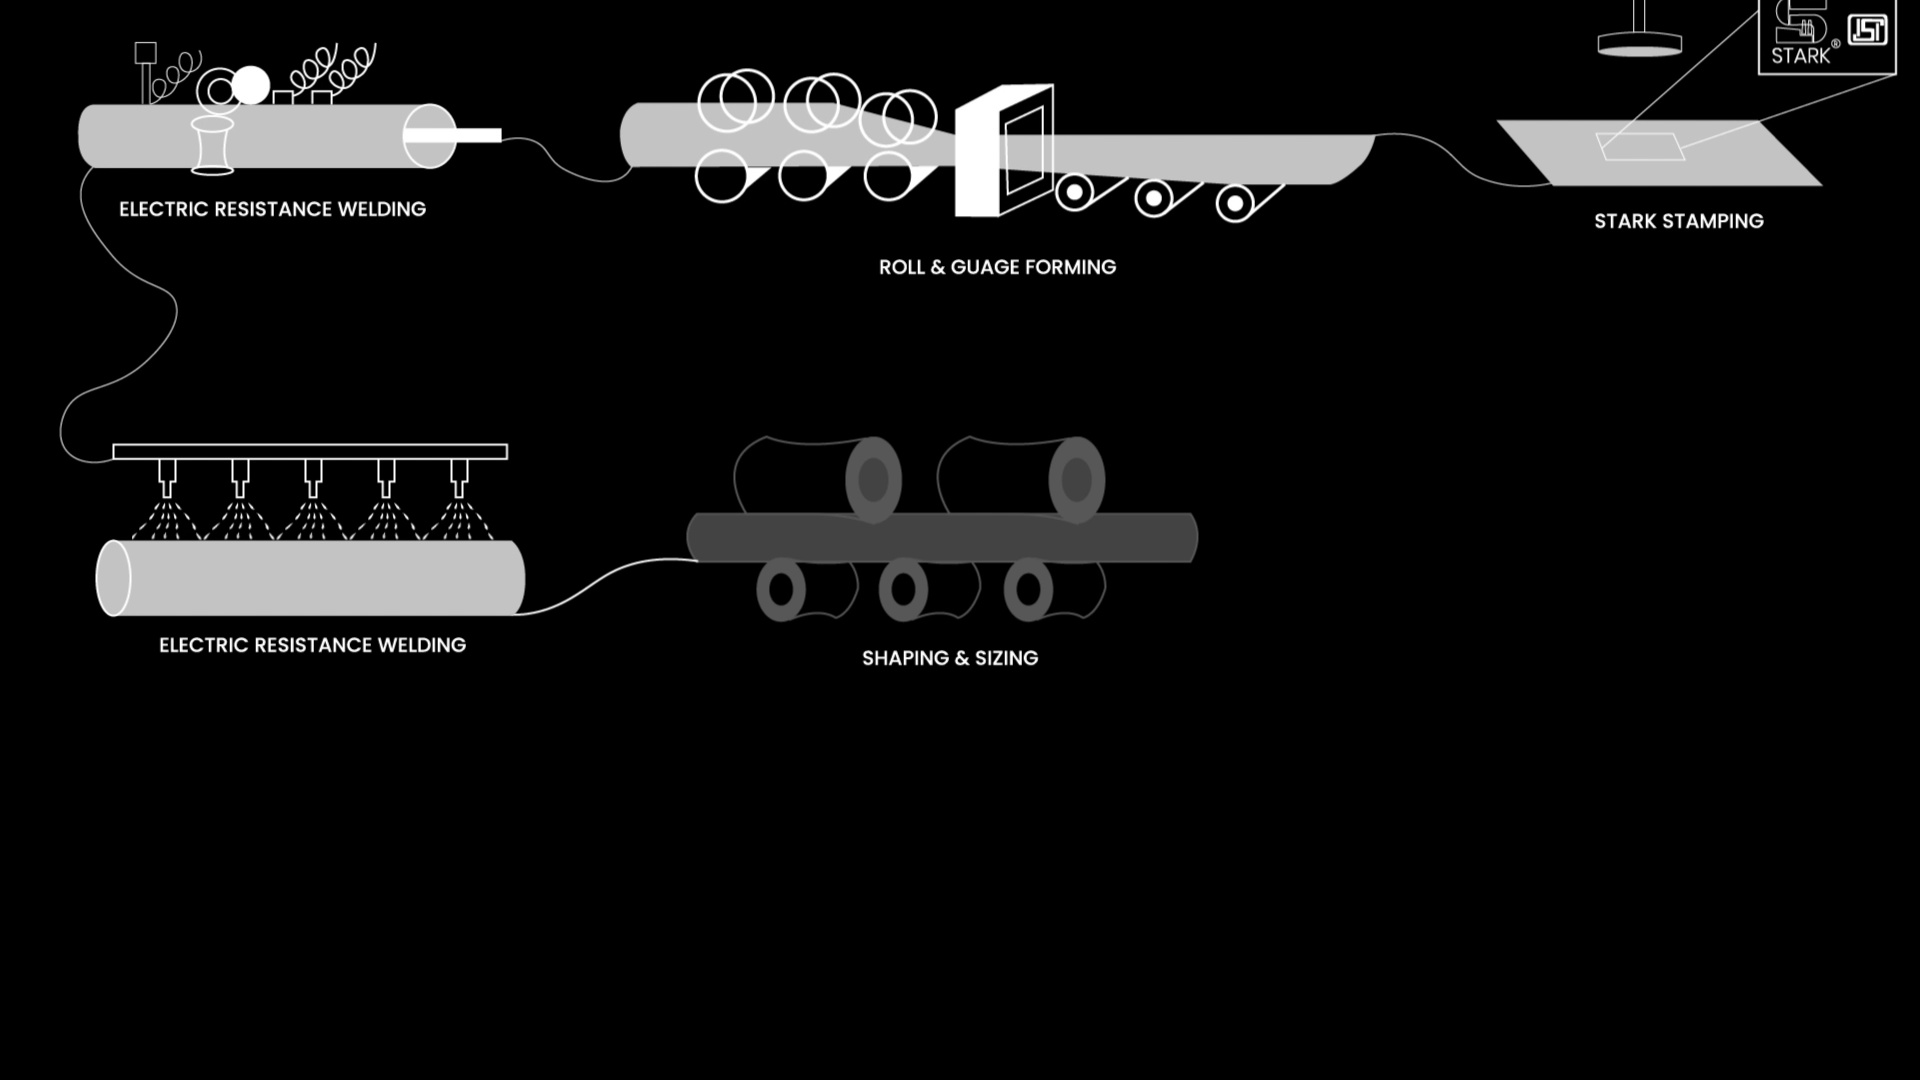 STARK®
ISI
ELECTRIC RESISTANCE WELDING
ROLL & GUAGE FORMING
STARK STAMPING
ELECTRIC RESISTANCE WELDING
SHAPING & SIZING